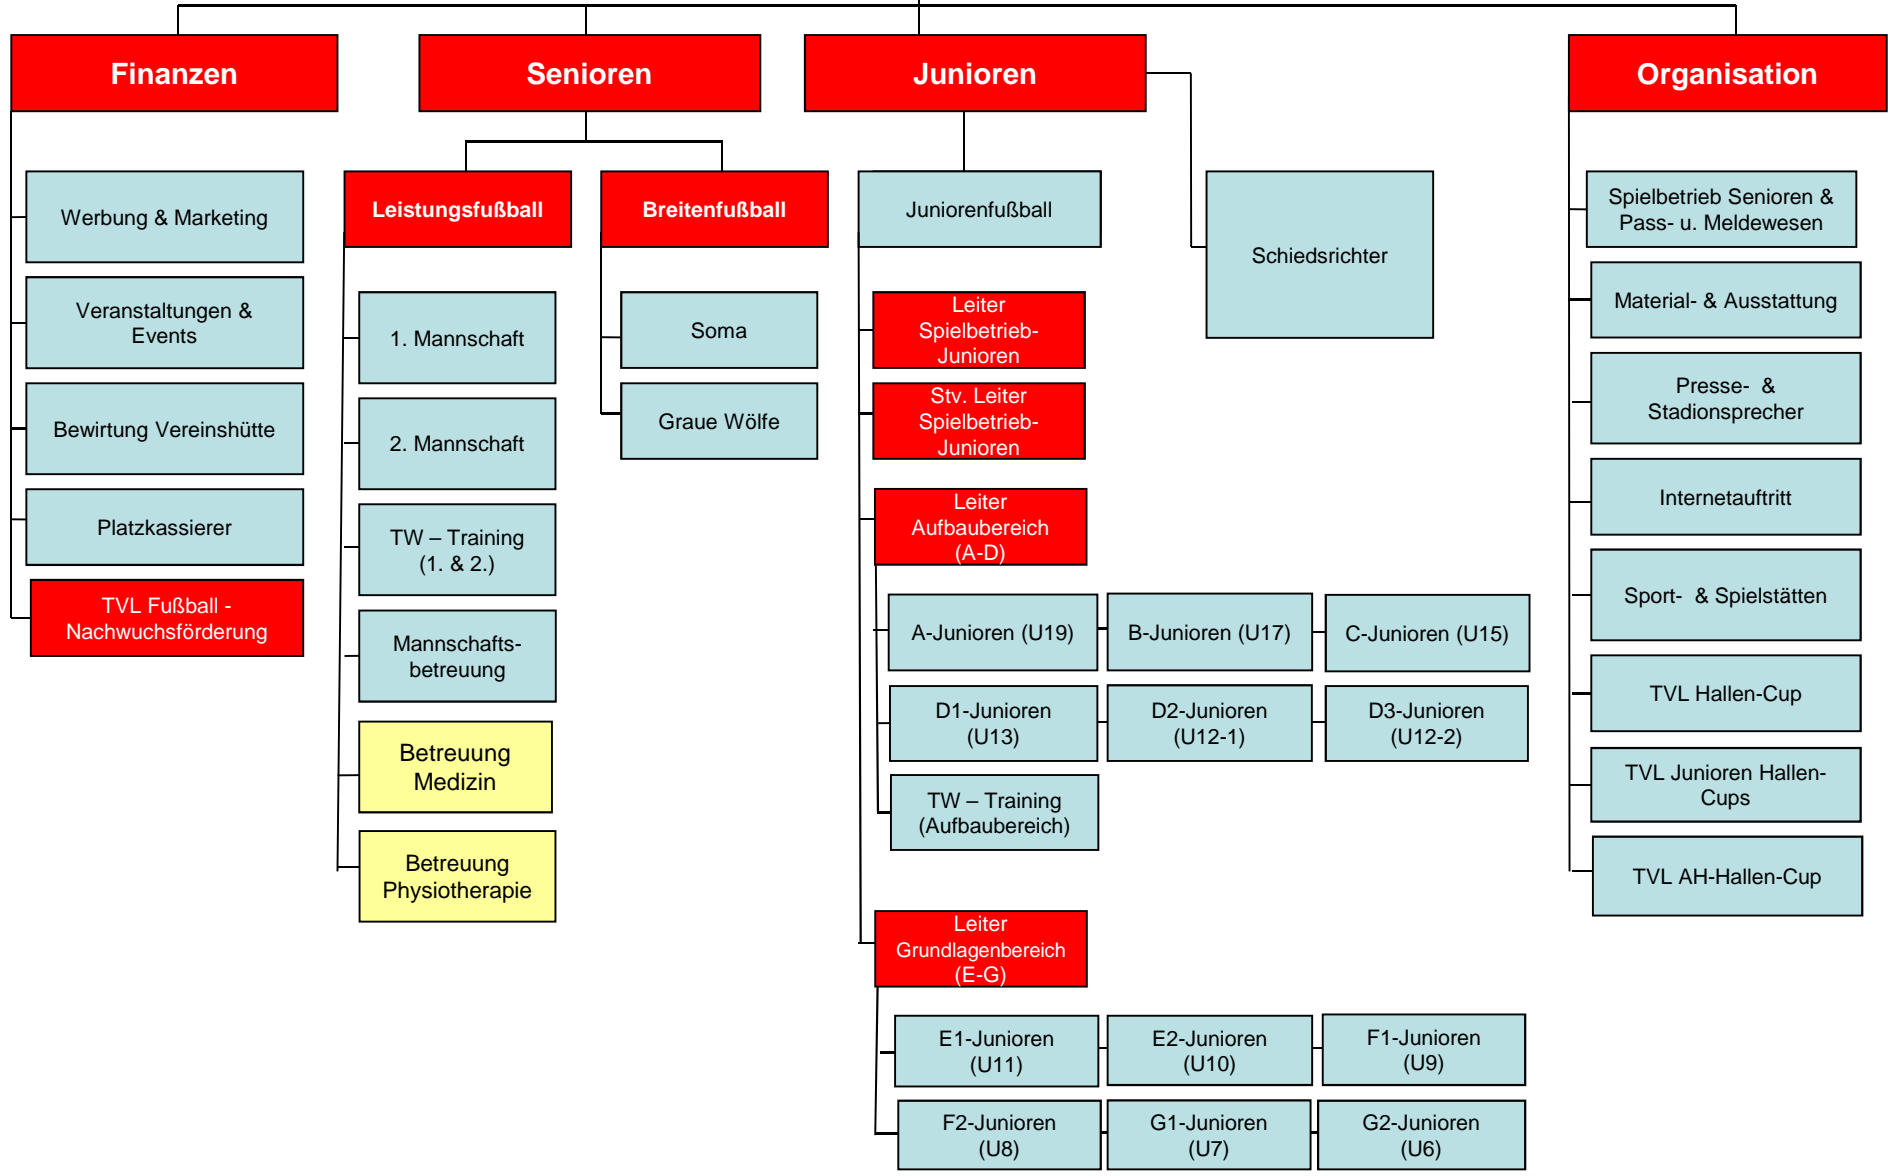 Finanzen
Senioren
Junioren
Organisation
Werbung & Marketing
Veranstaltungen &
Events
Bewirtung Vereinshütte
Platzkassierer
TVL Fußball -
Nachwuchsförderung
Leistungsfußball
1. Mannschaft
2. Mannschaft
TW – Training
(1. & 2.)
Mannschafts-
betreuung
Betreuung
Medizin
Betreuung
Physiotherapie
Breitenfußball
Soma
Graue Wölfe
Juniorenfußball
Leiter
Spielbetrieb-
Junioren
Stv. Leiter
Spielbetrieb-
Junioren
Leiter
Aufbaubereich
(A-D)
A-Junioren (U19)
B-Junioren (U17)
C-Junioren (U15)
D1-Junioren
(U13)
D2-Junioren
(U12-1)
D3-Junioren
(U12-2)
TW – Training
(Aufbaubereich)
Leiter
Grundlagenbereich
(E-G)
E1-Junioren
(U11)
E2-Junioren
(U10)
F1-Junioren
(U9)
F2-Junioren
(U8)
G1-Junioren
(U7)
G2-Junioren
(U6)
Schiedsrichter
Spielbetrieb Senioren &
Pass- u. Meldewesen
Material- & Ausstattung
Presse- &
Stadionsprecher
Internetauftritt
Sport- & Spielstätten
TVL Hallen-Cup
TVL Junioren Hallen-
Cups
TVL AH-Hallen-Cup